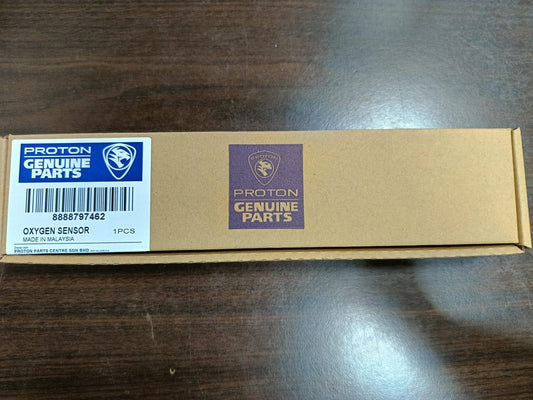 PROTON
GENUINE
PARTS
8888797462
OXYGEN SENSOR 1PCS
MADE IN MALAYSIA
PROTON PARTS CENTRE SDN BHD
PROTON
PROTON
GENUINE
PARTS